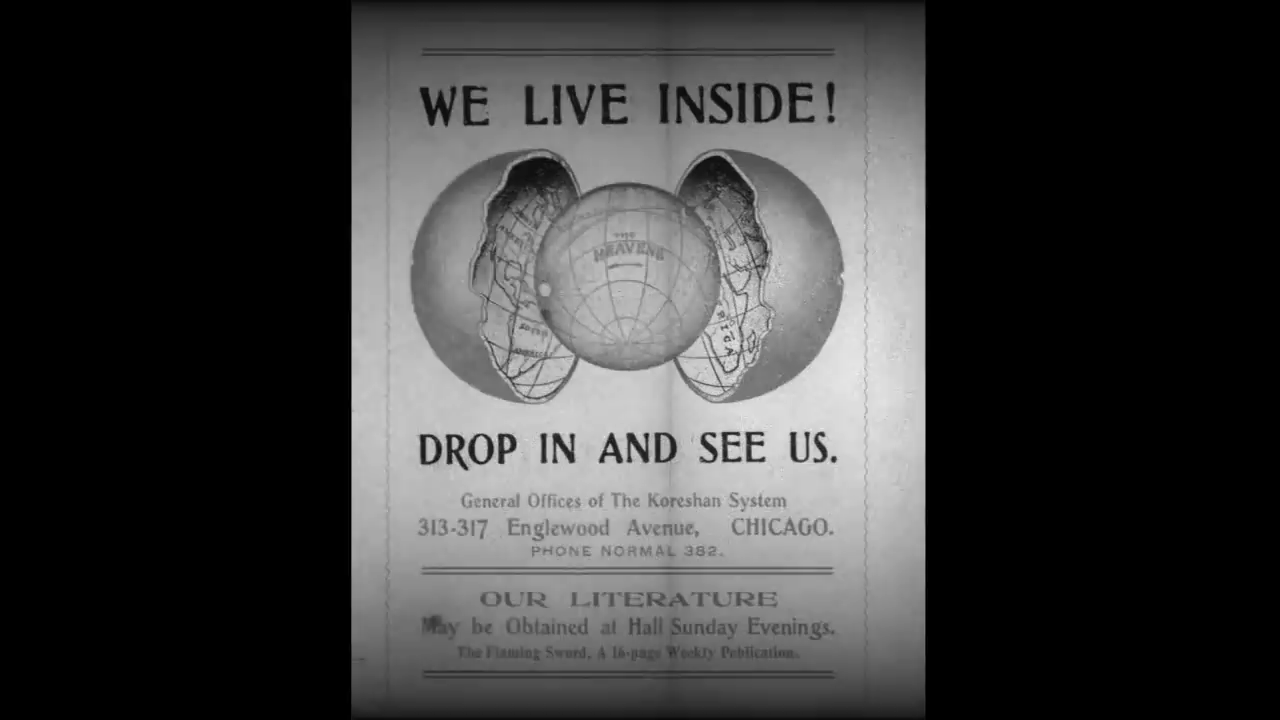 WE LIVE INSIDE!
THE
HEAVENS
DROP IN AND SEE US.
General Offices of The Koreshan System
313-317 Englewood Avenue, CHICAGO.
PHONE NORMAL 382.
OUR LITERATURE
May be Obtained at Hall Sunday Evenings.
The Flaming Sword, A 16-page Weekly Publication.